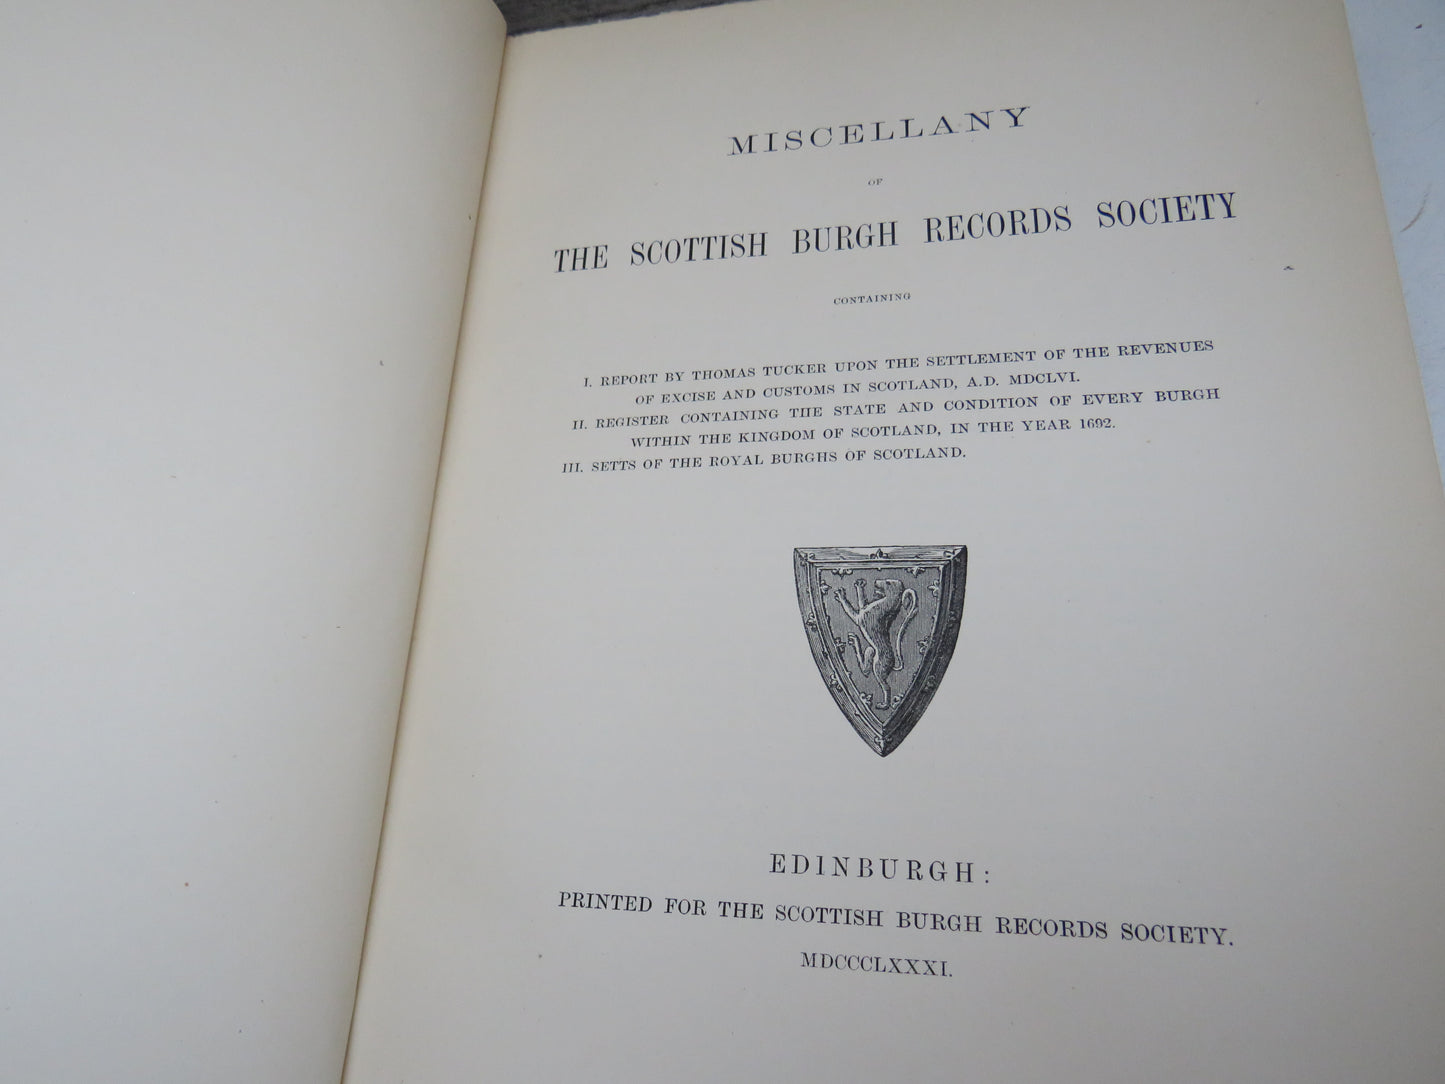 MISCELLANY
OF
THE SCOTTISH BURGH RECORDS SOCIETY
CONTAINING
I. REPORT BY THOMAS TUCKER UPON THE SETTLEMENT OF THE REVENUES
OF EXCISE AND CUSTOMS IN SCOTLAND, A.D. MDCLVI.
II. REGISTER CONTAINING THE STATE AND CONDITION OF EVERY BURGH
WITHIN THE KINGDOM OF SCOTLAND, IN THE YEAR 1692.
III. SETTS OF THE ROYAL BURGHS OF SCOTLAND.
EDINBURGH:
PRINTED FOR THE SCOTTISH BURGH RECORDS SOCIETY.
MDCCCLXXXI.